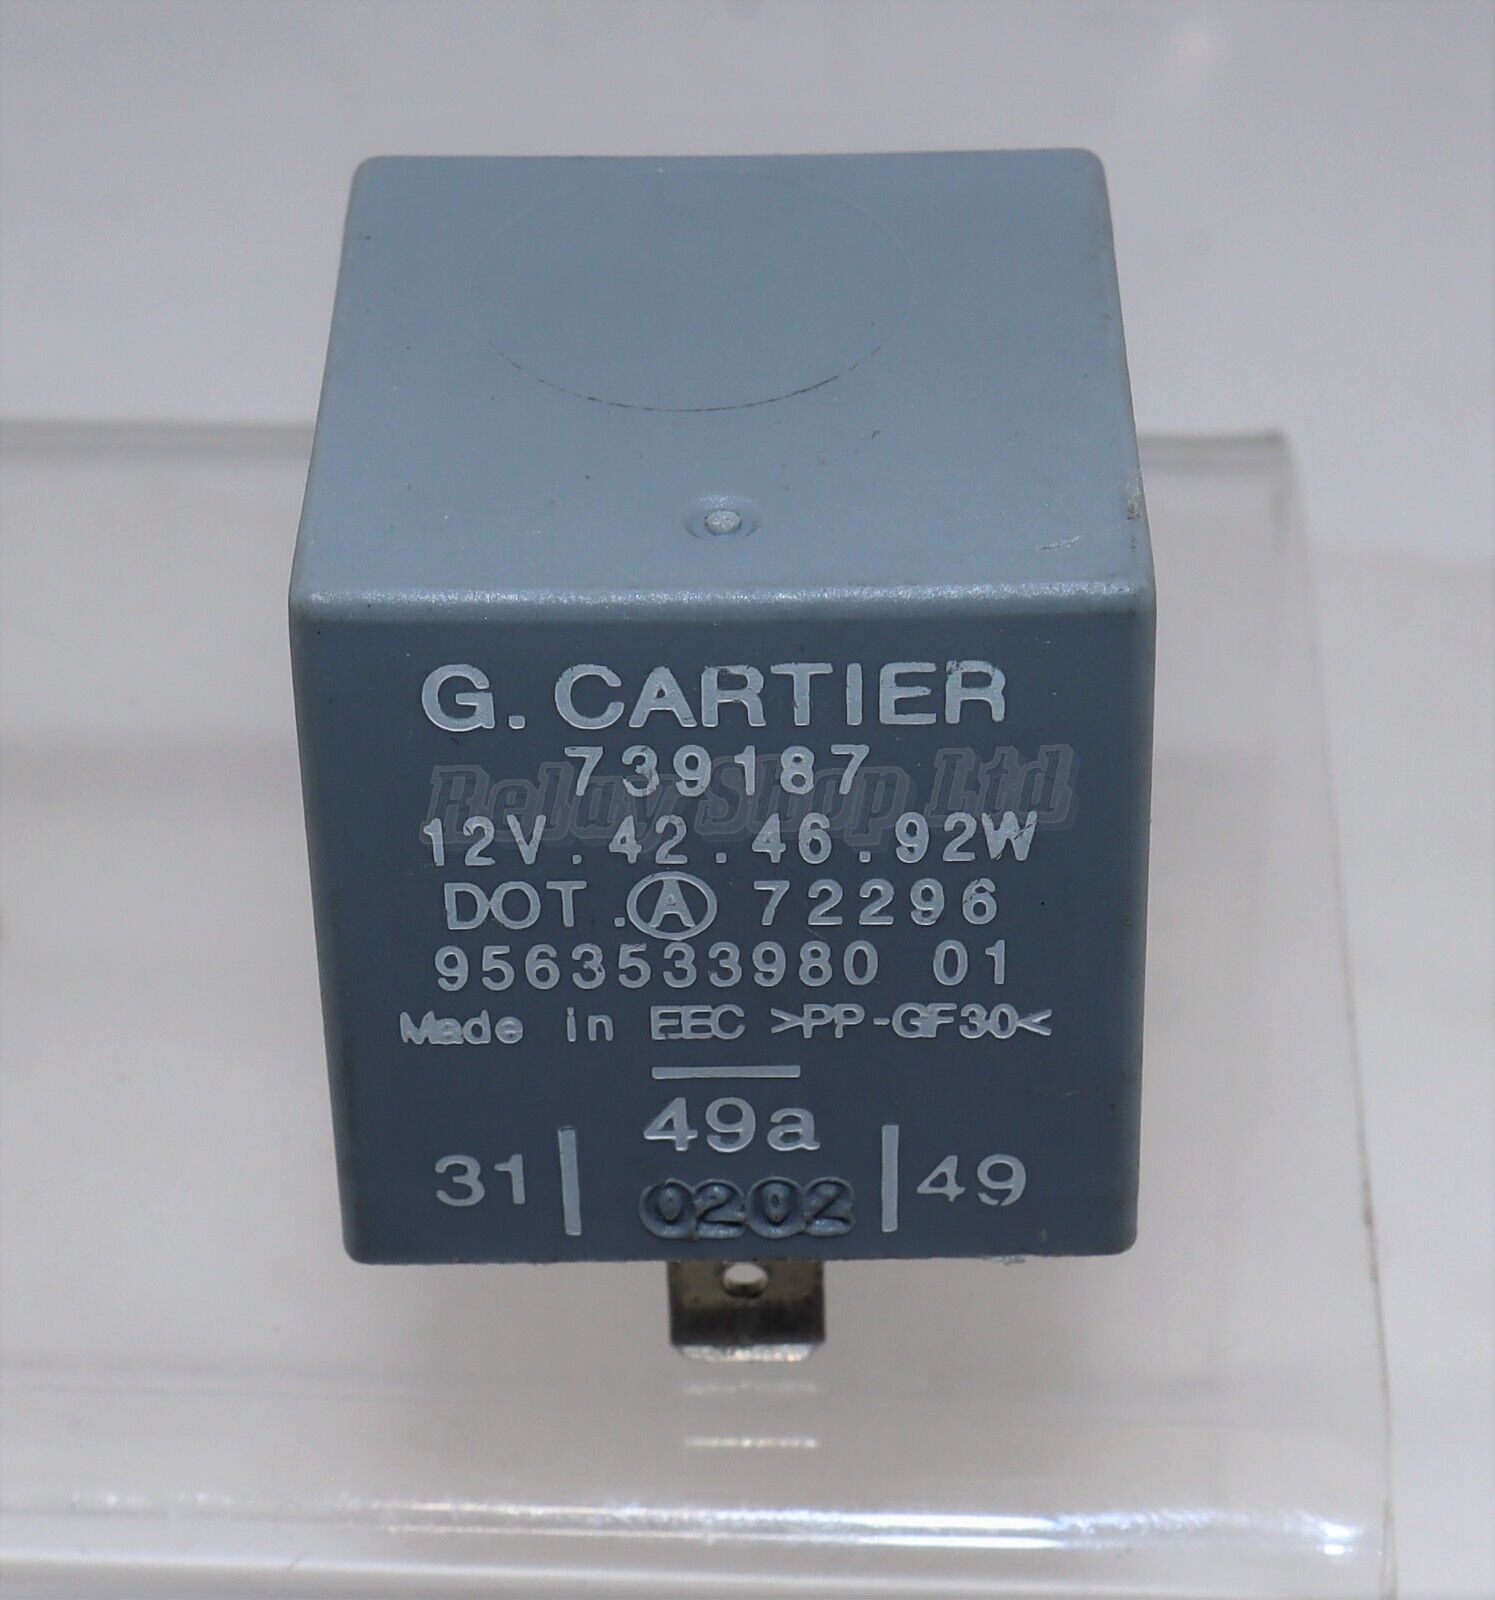 G. CARTIER
739187
Relay Shop Ltd
12V.42.46.92W
DOT.Ⓐ 72296
9563533980 01
Made in EEC >PP-GF30<
49a
31 | | 49
0202